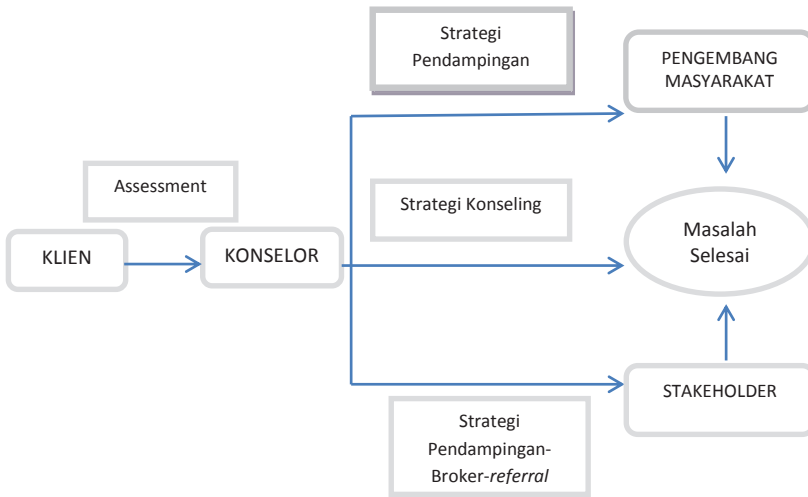 Strategi
Pendampingan
PENGEMBANG
MASYARAKAT
Assessment
Strategi Konseling
Masalah
Selesai
KLIEN
KONSELOR
STAKEHOLDER
Strategi
Pendampingan-
Broker-referral